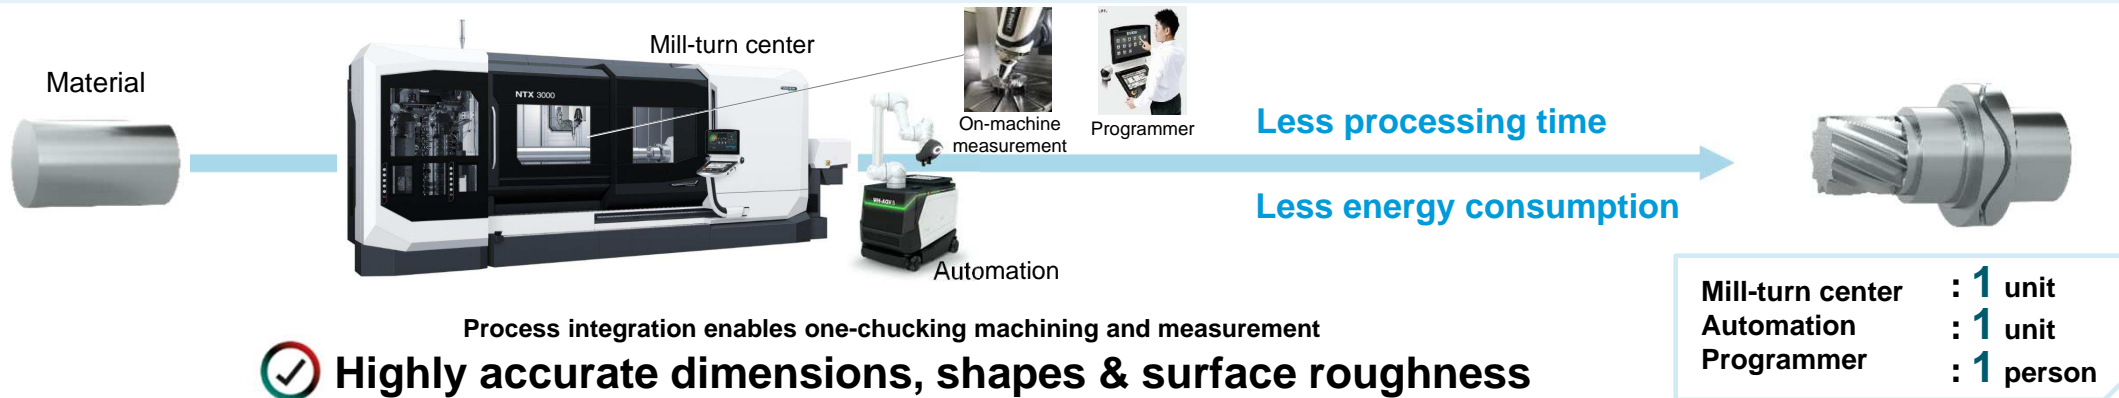 Material
Mill-turn center
NTX 3000
On-machine
measurement
Programmer
Automation
Less processing time
Less energy consumption
Process integration enables one-chucking machining and measurement
Highly accurate dimensions, shapes & surface roughness
Mill-turn center : 1 unit
Automation : 1 unit
Programmer : 1 person